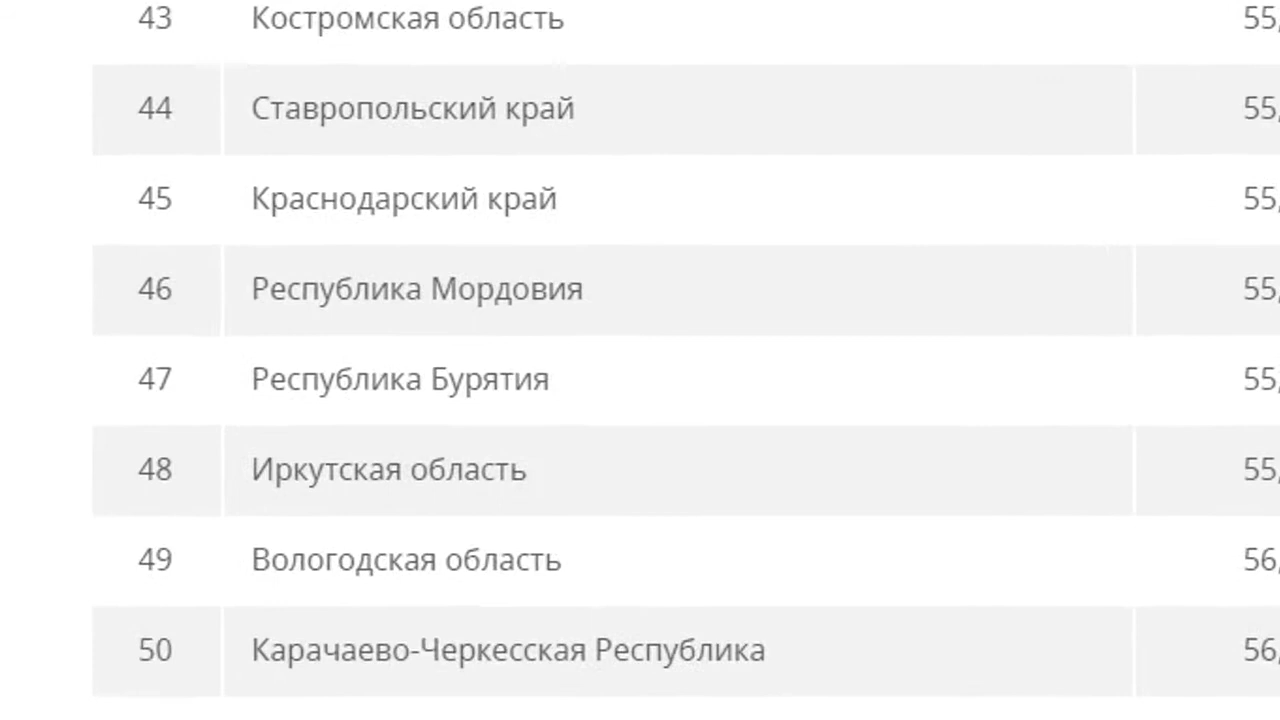 43 Костромская область 55,
44 Ставропольский край 55,
45 Краснодарский край 55,
46 Республика Мордовия 55,
47 Республика Бурятия 55,
48 Иркутская область 55,
49 Вологодская область 56,
50 Карачаево-Черкесская Республика 56,